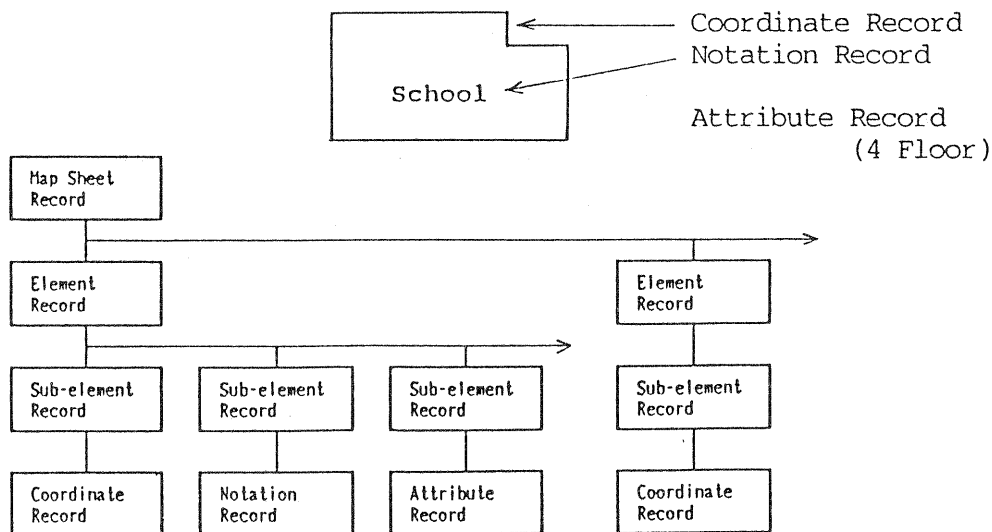 Coordinate Record
Notation Record
School
Attribute Record
(4 Floor)
Map Sheet
Record
Element
Record
Element
Record
Sub-element
Record
Sub-element
Record
Sub-element
Record
Sub-element
Record
Coordinate
Record
Notation
Record
Attribute
Record
Coordinate
Record